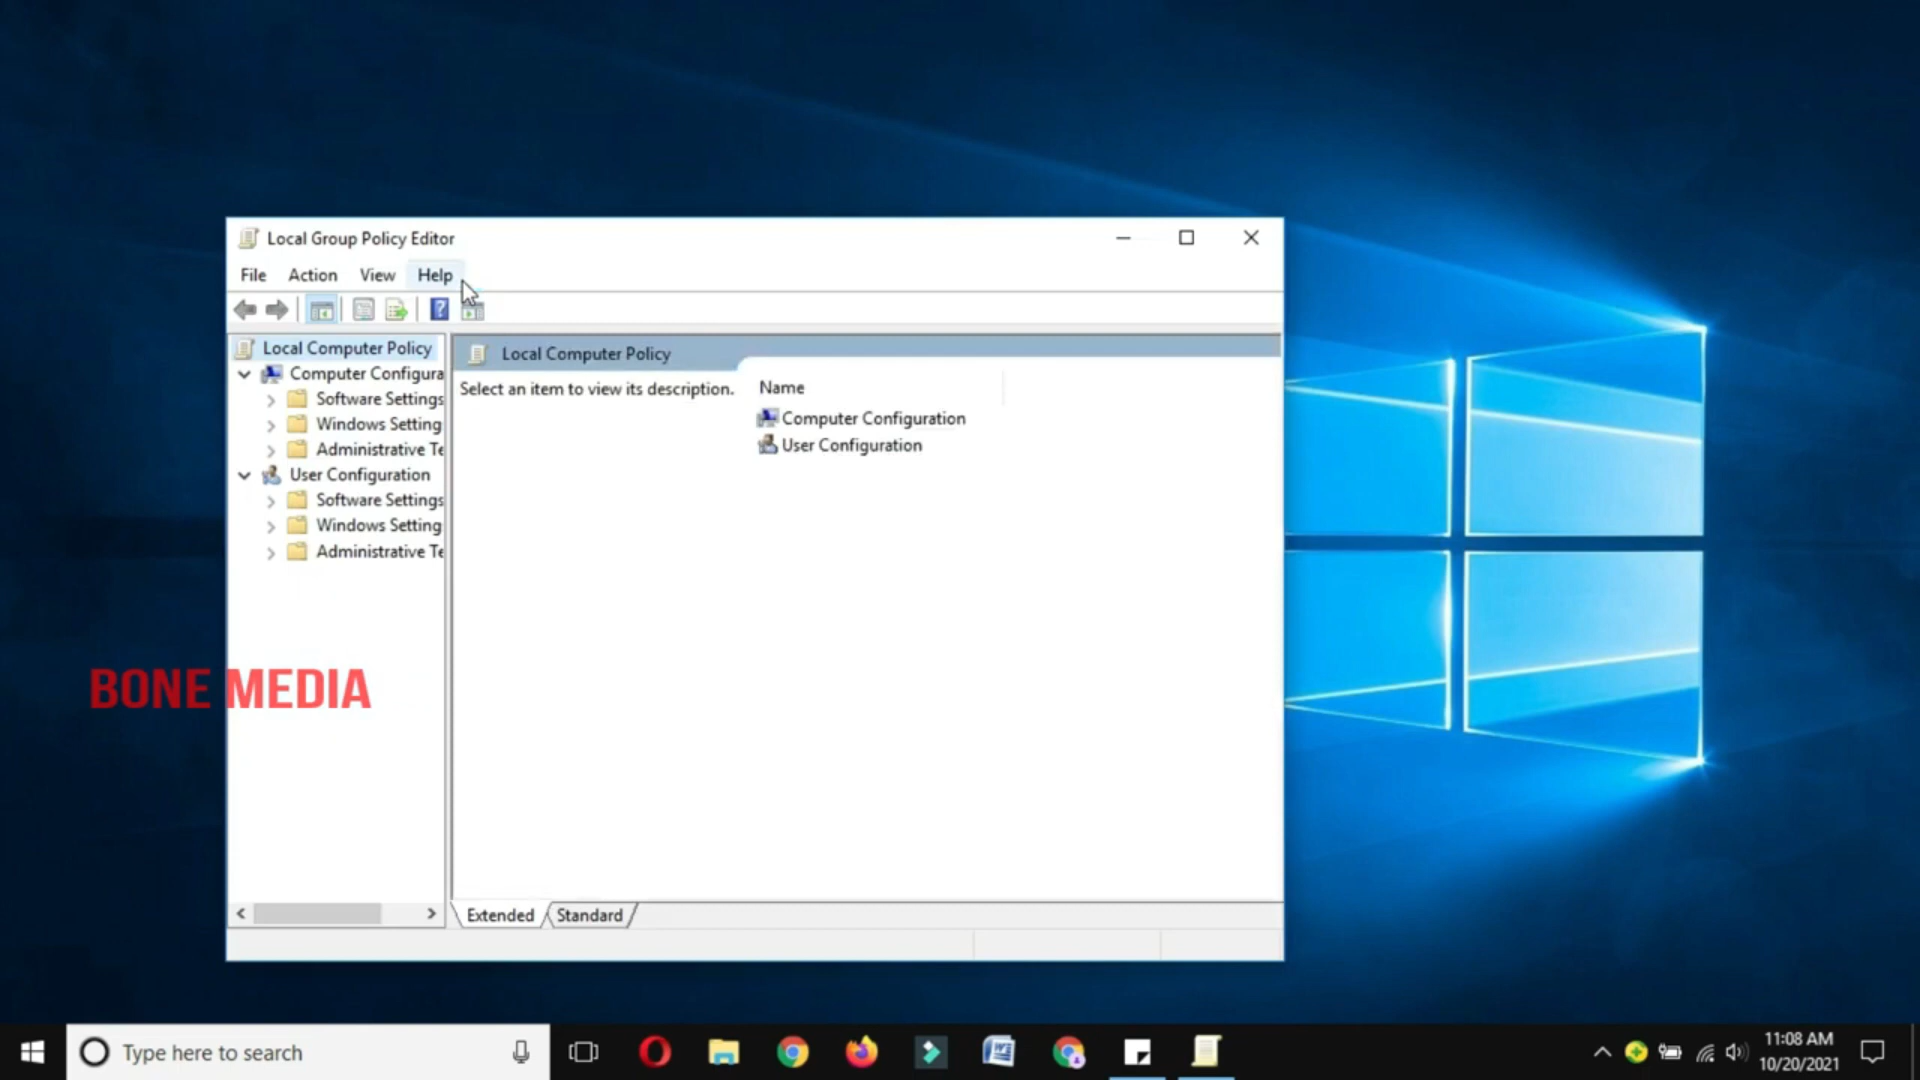 Local Group Policy Editor
File Action View Help
Local Computer Policy
Computer Configura
Software Settings
Windows Setting
Administrative Te
User Configuration
Software Settings
Windows Setting
Administrative Te
Local Computer Policy
Select an item to view its description.
Name
Computer Configuration
User Configuration
BONE MEDIA
Extended Standard
Type here to search
11:08 AM
10/20/2021